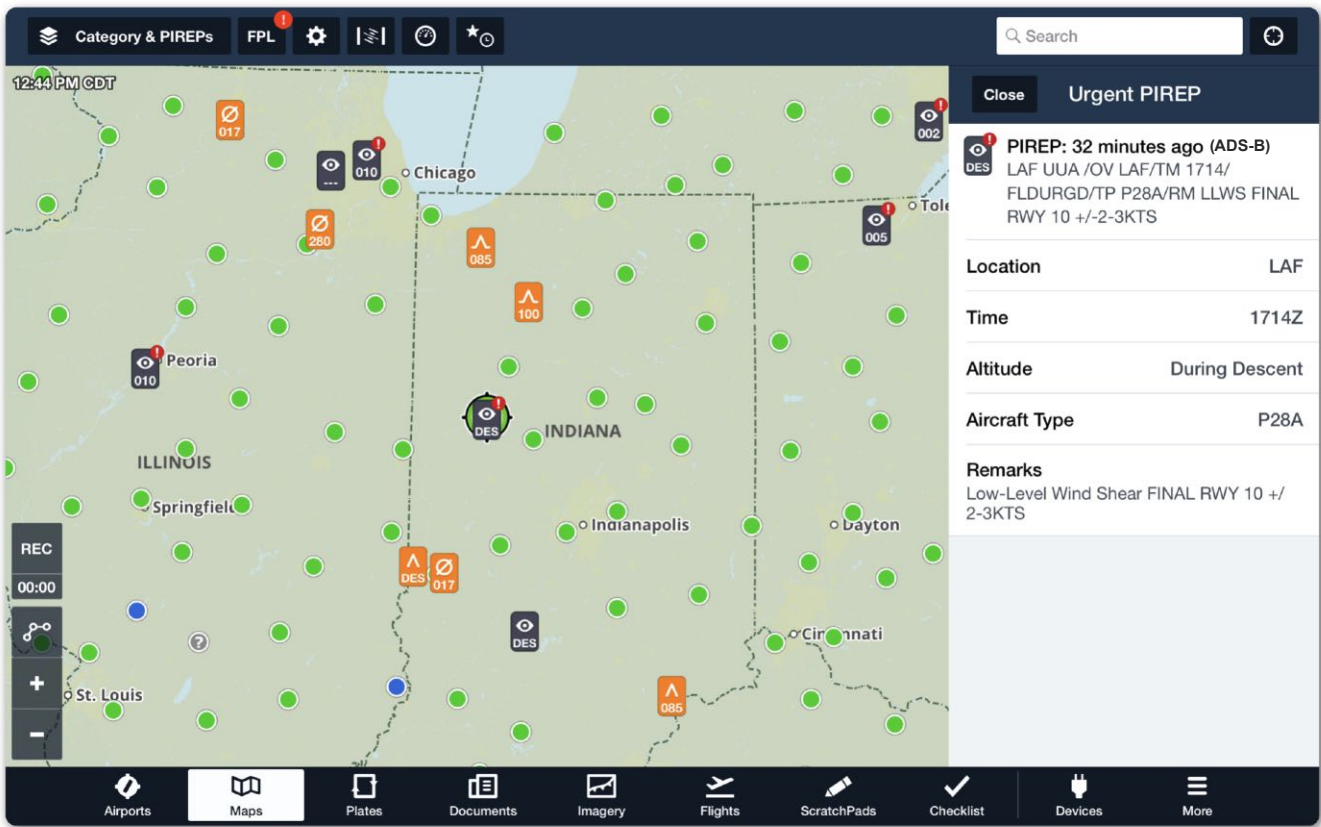 Category & PIREPs FPL ! Search
12:44 PM CDT
Close Urgent PIREP
017
! 002
! 010
---
Chicago
! DES PIREP: 32 minutes ago (ADS-B)
LAF UUA /OV LAF/TM 1714/
FLDURGD/TP P28A/RM LLWS FINAL
RWY 10 +/-2-3KTS
Tole
! 005
280
085
Location LAF
100
Time 1714Z
Peoria
! 010
Altitude During Descent
! DES
INDIANA
Aircraft Type P28A
ILLINOIS
Remarks
Low-Level Wind Shear FINAL RWY 10 +/
2-3KTS
Springfield
Indianapolis
Dayton
REC
00:00
DES
017
DES
?
Cincinnati
+
St. Louis
085
−
Airports Maps Plates Documents Imagery Flights ScratchPads Checklist Devices More